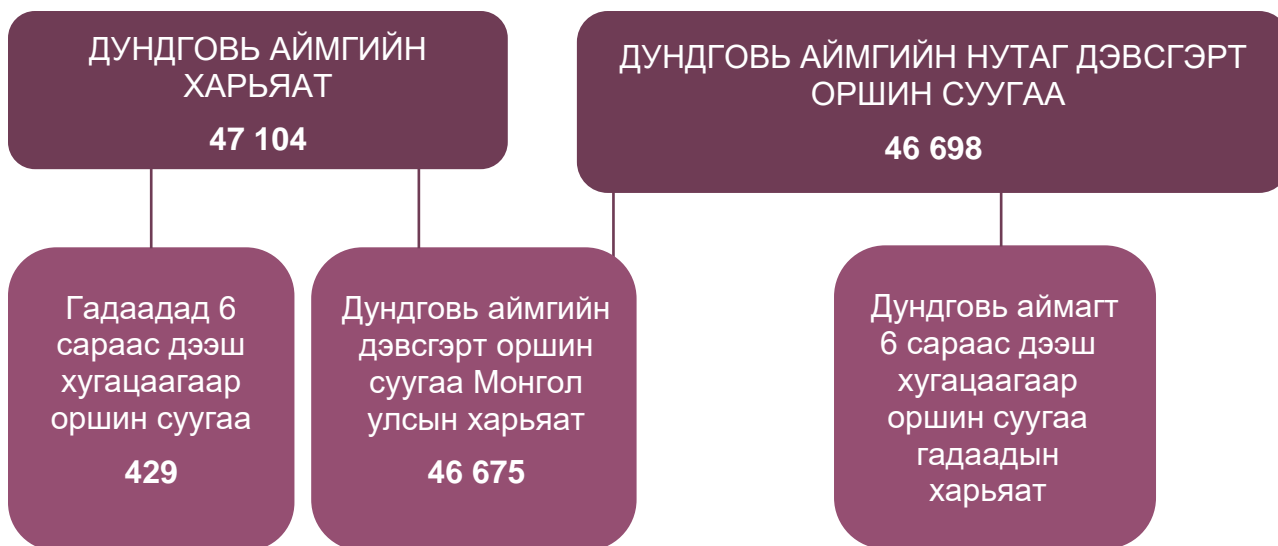 ДУНДГОВЬ АЙМГИЙН
ХАРЬЯАТ
47 104
ДУНДГОВЬ АЙМГИЙН НУТАГ ДЭВСГЭРТ
ОРШИН СУУГАА
46 698
Гадаадад 6
сараас дээш
хугацаагаар
оршин суугаа
429
Дундговь аймгийн
дэвсгэрт оршин
суугаа Монгол
улсын харьяат
46 675
Дундговь аймагт
6 сараас дээш
хугацаагаар
оршин суугаа
гадаадын
харьяат